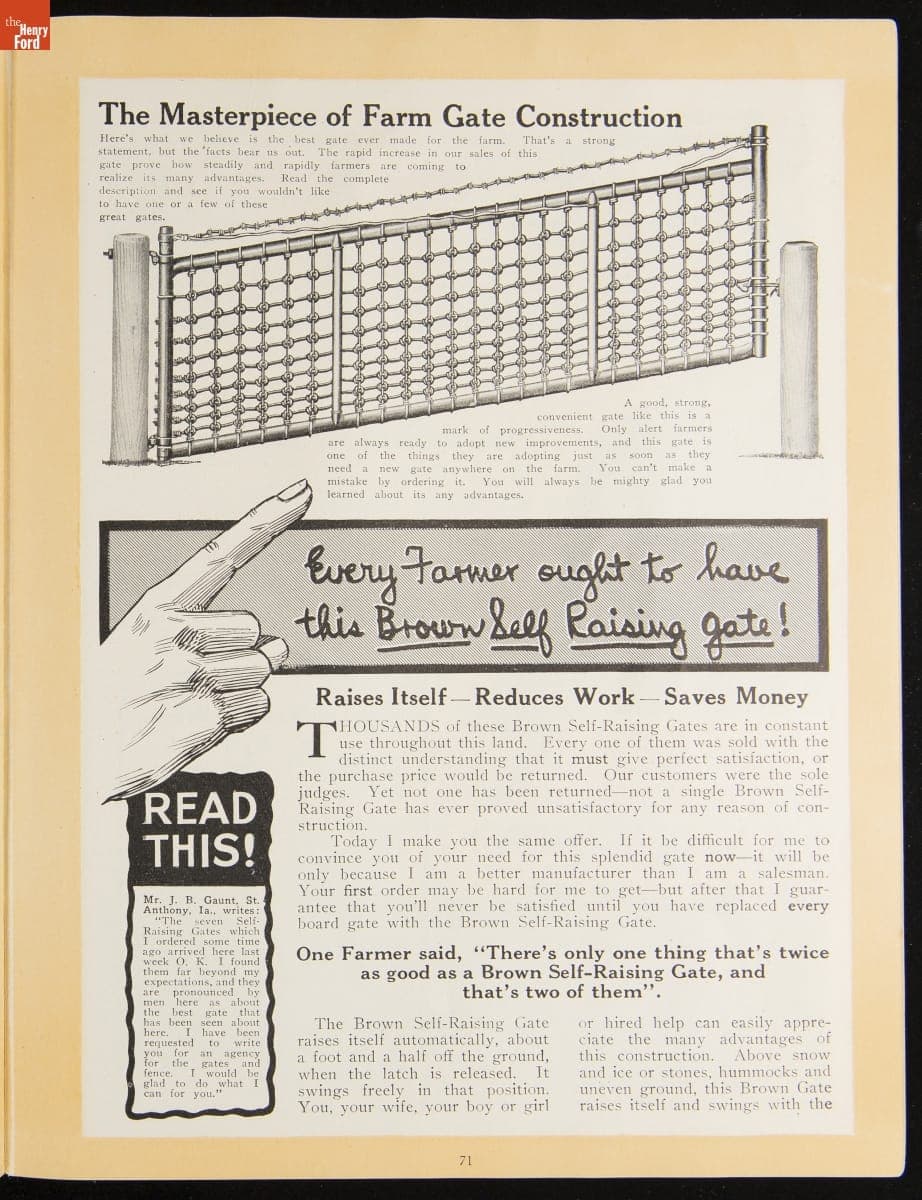 the
Henry
Ford
The Masterpiece of Farm Gate Construction
Here's what we believe is the best gate ever made for the farm. That's a strong
statement, but the facts bear us out. The rapid increase in our sales of this
gate prove how steadily and rapidly farmers are coming to
realize its many advantages. Read the complete
description and see if you wouldn't like
to have one or a few of these
great gates.
A good, strong,
convenient gate like this is a
mark of progressiveness. Only alert farmers
are always ready to adopt new improvements, and this gate is
one of the things they are adopting just as soon as they
need a new gate anywhere on the farm. You can't make a
mistake by ordering it. You will always be mighty glad you
learned about its any advantages.
Every Farmer ought to have
this Brown Self Raising Gate!
Raises Itself—Reduces Work—Saves Money
THOUSANDS of these Brown Self-Raising Gates are in constant
use throughout this land. Every one of them was sold with the
distinct understanding that it must give perfect satisfaction, or
the purchase price would be returned. Our customers were the sole
judges. Yet not one has been returned—not a single Brown Self-
Raising Gate has ever proved unsatisfactory for any reason of con-
struction.
Today I make you the same offer. If it be difficult for me to
convince you of your need for this splendid gate now—it will be
only because I am a better manufacturer than I am a salesman.
Your first order may be hard for me to get—but after that I guar-
antee that you'll never be satisfied until you have replaced every
board gate with the Brown Self-Raising Gate.
One Farmer said, "There's only one thing that's twice
as good as a Brown Self-Raising Gate, and
that's two of them".
READ
THIS!
Mr. J. B. Gaunt, St.
Anthony, Ia., writes:
"The seven Self-
Raising Gates which
I ordered some time
ago arrived here last
week O. K. I found
them far beyond my
expectations, and they
are pronounced by
men here as about
the best gate that
has been seen about
here. I have been
requested to write
you for an agency
for the gates and
fence. I would be
glad to do what I
can for you."
The Brown Self-Raising Gate
raises itself automatically, about
a foot and a half off the ground,
when the latch is released. It
swings freely in that position.
You, your wife, your boy or girl
or hired help can easily appre-
ciate the many advantages of
this construction. Above snow
and ice or stones, hummocks and
uneven ground, this Brown Gate
raises itself and swings with the
71